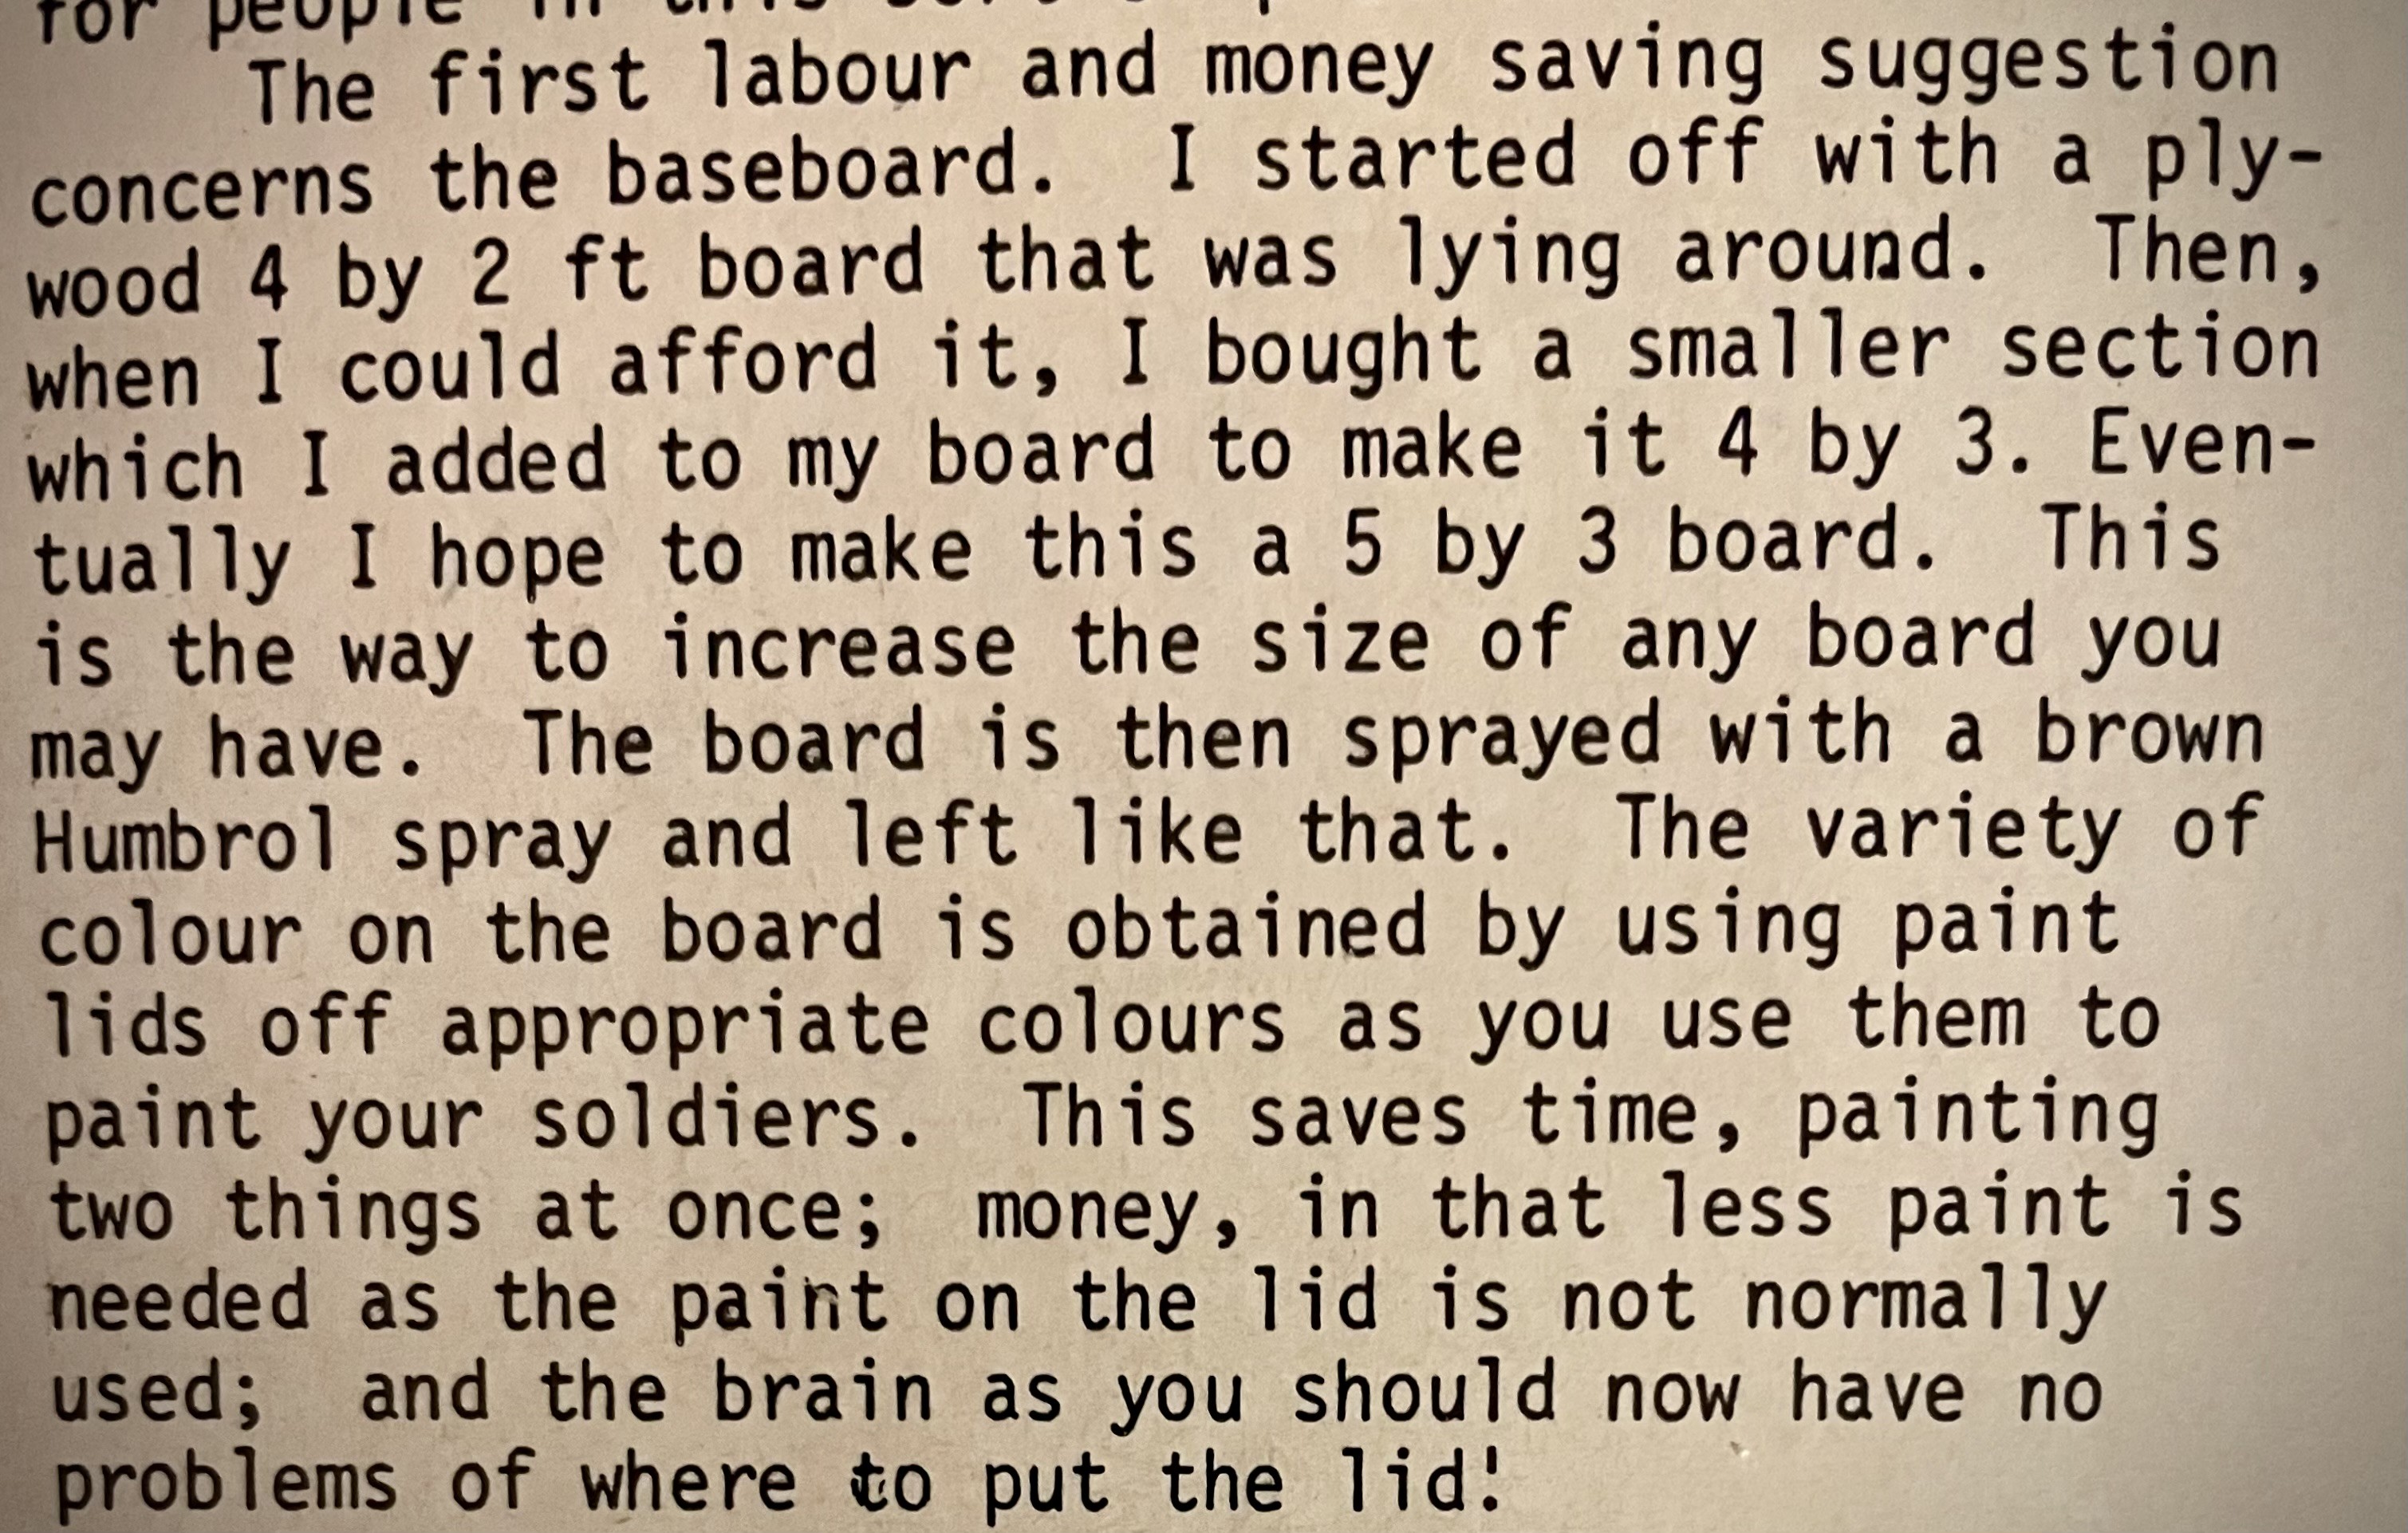 for people in this
The first labour and money saving suggestion
concerns the baseboard.  I started off with a ply-
wood 4 by 2 ft board that was lying around.  Then,
when I could afford it, I bought a smaller section
which I added to my board to make it 4 by 3. Even-
tually I hope to make this a 5 by 3 board.  This
is the way to increase the size of any board you
may have.  The board is then sprayed with a brown
Humbrol spray and left like that.  The variety of
colour on the board is obtained by using paint
lids off appropriate colours as you use them to
paint your soldiers.  This saves time, painting
two things at once;  money, in that less paint is
needed as the paint on the lid is not normally
used;  and the brain as you should now have no
problems of where to put the lid!